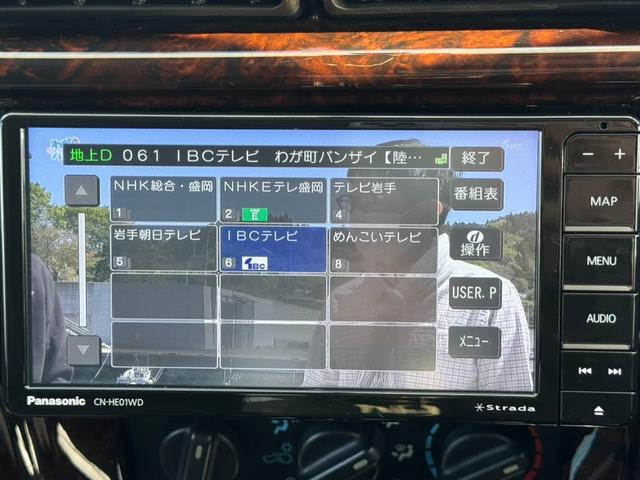 地上D 061 IBCテレビ わが町バンザイ【陸…
終了
NHK総合・盛岡
1
NHKEテレ盛岡
2 E
テレビ岩手
4
番組表
岩手朝日テレビ
5
IBCテレビ
6 IBC
めんこいテレビ
8
操作
USER.P
メニュー
− +
MAP
MENU
AUDIO
Panasonic CN-HE01WD
Strada